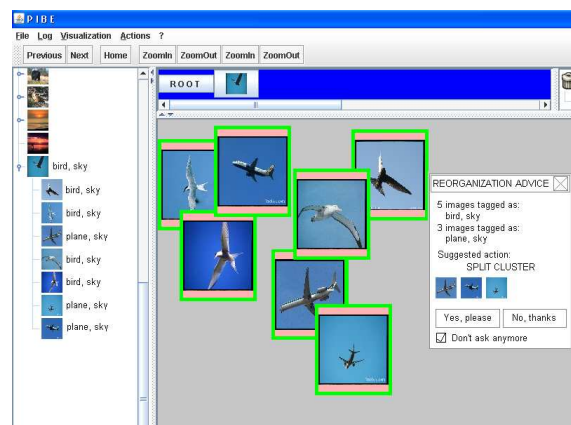 PIBE
File Log Visualization Actions ?
Previous Next Home ZoomIn ZoomOut ZoomIn ZoomOut
ROOT
bird, sky
bird, sky
bird, sky
plane, sky
bird, sky
bird, sky
plane, sky
plane, sky
REORGANIZATION ADVICE
5 images tagged as:
bird, sky
3 images tagged as:
plane, sky
Suggested action:
SPLIT CLUSTER
Yes, please No, thanks
Don't ask anymore